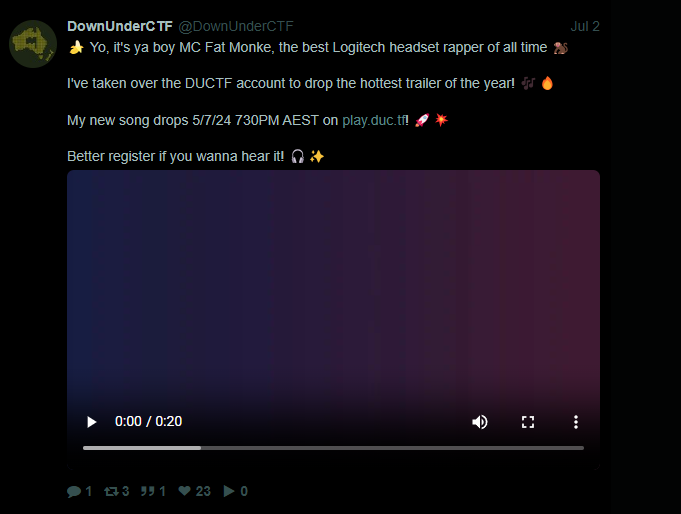 DownUnderCTF @DownUnderCTF Jul 2
🍌 Yo, it's ya boy MC Fat Monke, the best Logitech headset rapper of all time 🐒
I've taken over the DUCTF account to drop the hottest trailer of the year! 🎶 🔥
My new song drops 5/7/24 730PM AEST on play.duc.tf! 🚀 💥
Better register if you wanna hear it! 🎧 ✨
0:00 / 0:20
1 3 1 23 0